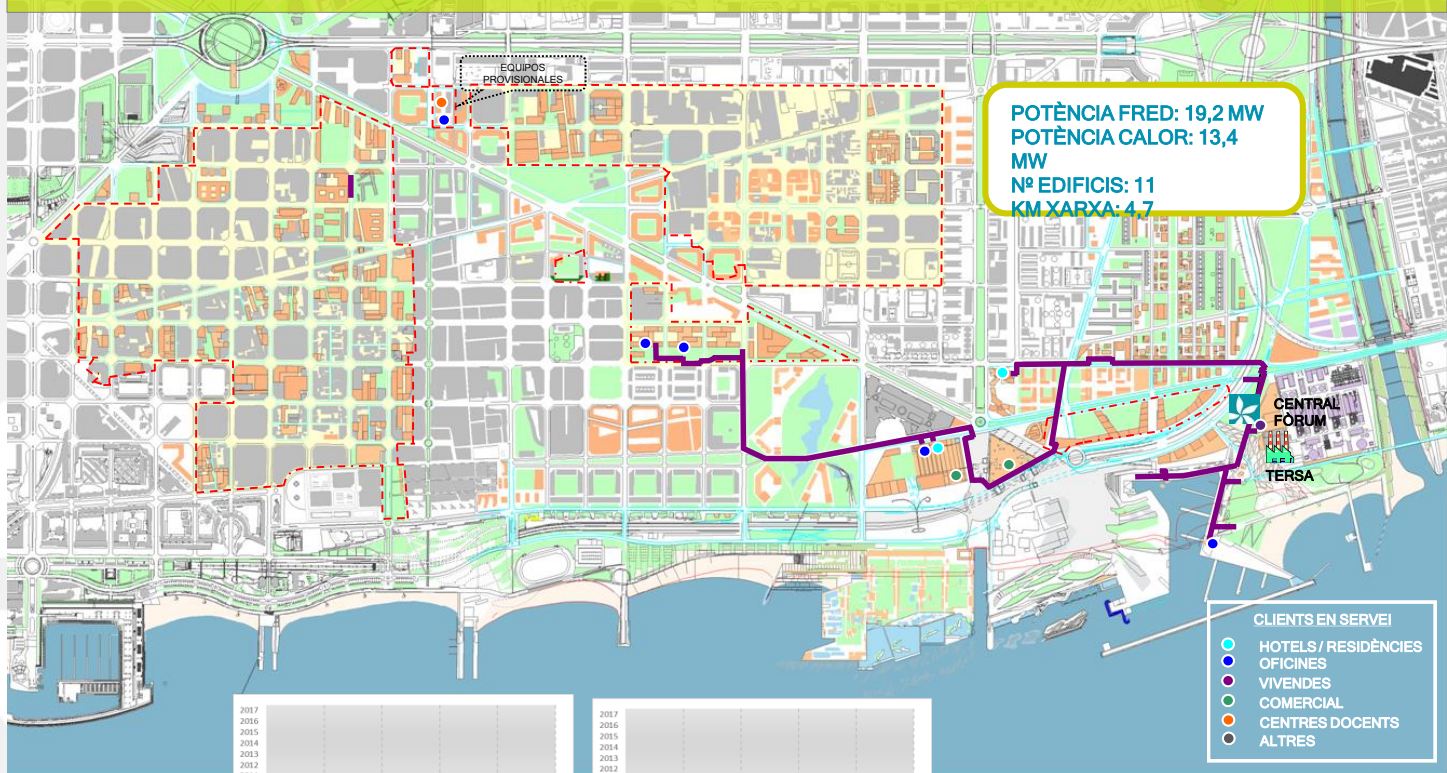 EQUIPOS
PROVISIONALES
POTÈNCIA FRED: 19,2 MW
POTÈNCIA CALOR: 13,4
MW
Nº EDIFICIS: 11
KM XARXA: 4,7
CENTRAL
FÒRUM
TERSA
CLIENTS EN SERVEI
HOTELS / RESIDÈNCIES
OFICINES
VIVENDES
COMERCIAL
CENTRES DOCENTS
ALTRES
2017
2016
2015
2014
2013
2012
2017
2016
2015
2014
2013
2012